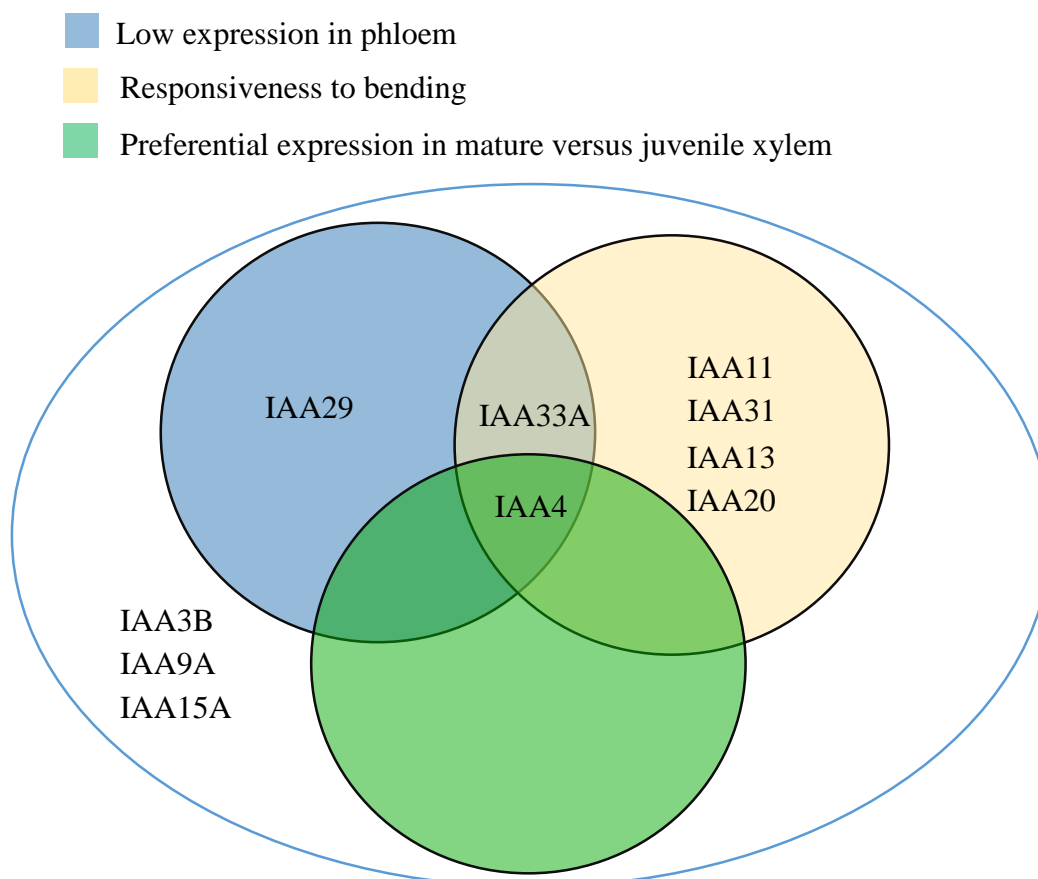 Low expression in phloem
Responsiveness to bending
Preferential expression in mature versus juvenile xylem
IAA29
IAA33A
IAA4
IAA11
IAA31
IAA13
IAA20
IAA3B
IAA9A
IAA15A